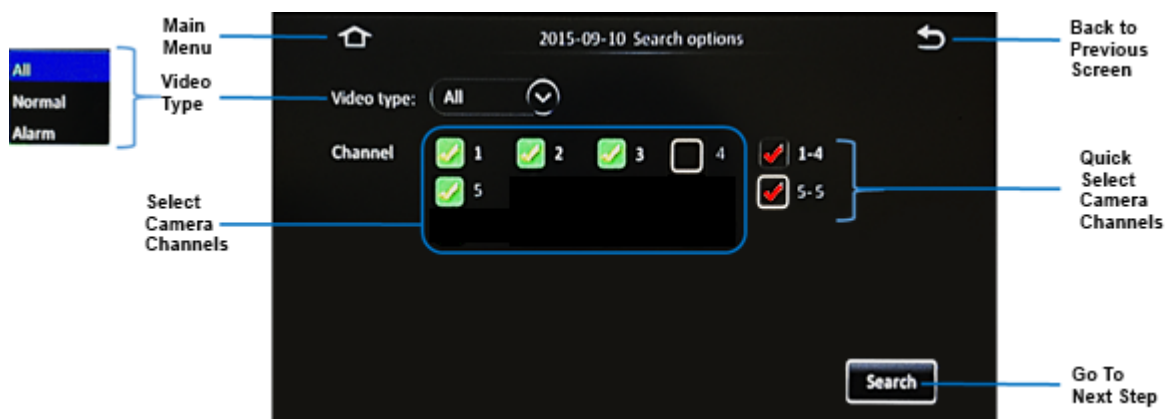 Main
Menu
2015-09-10 Search options
Back to
Previous
Screen
All
Normal
Alarm
Video
Type
Video type:
All
Channel
1
2
3
4
1-4
5
5-5
Select
Camera
Channels
Quick
Select
Camera
Channels
Search
Go To
Next Step